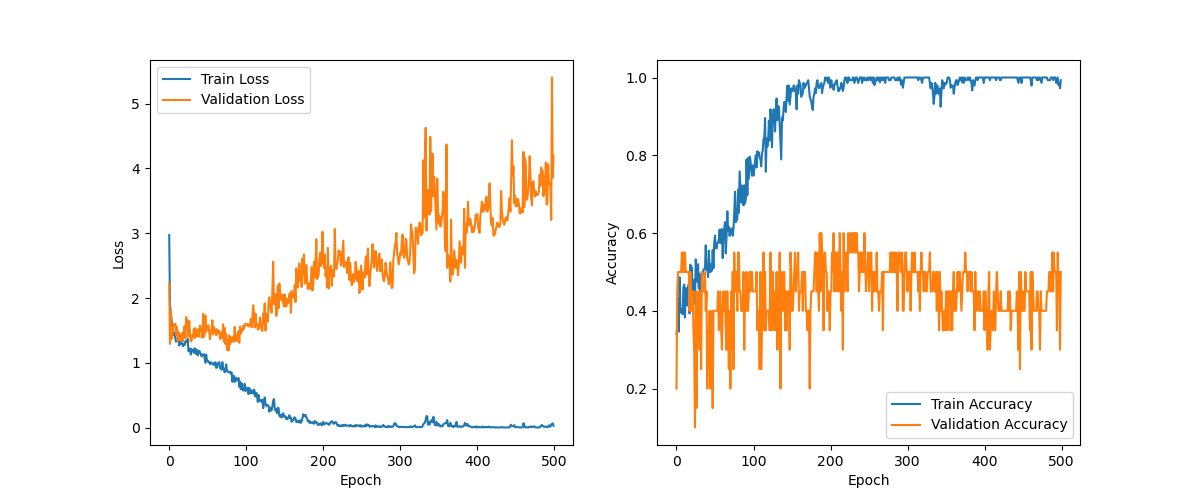 Train Loss
Validation Loss
Loss
5
4
3
2
1
0
0 100 200 300 400 500
Epoch
Accuracy
1.0
0.8
0.6
0.4
0.2
Train Accuracy
Validation Accuracy
0 100 200 300 400 500
Epoch